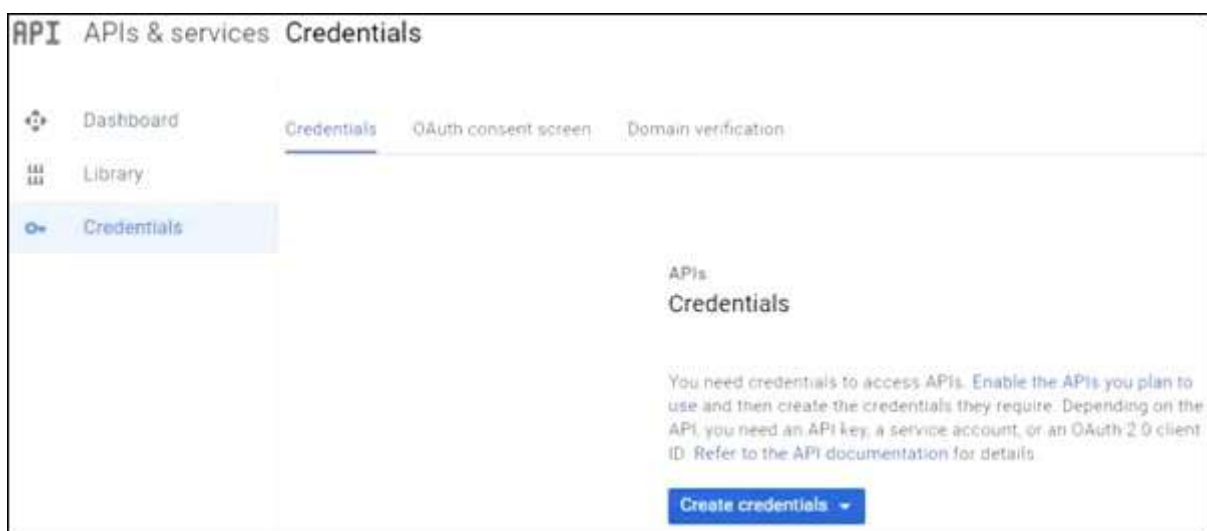 API APIs & services Credentials
Dashboard
Library
Credentials
Credentials OAuth consent screen Domain verification
APIs
Credentials
You need credentials to access APIs. Enable the APIs you plan to
use and then create the credentials they require. Depending on the
API, you need an API key, a service account, or an OAuth 2.0 client
ID. Refer to the API documentation for details.
Create credentials